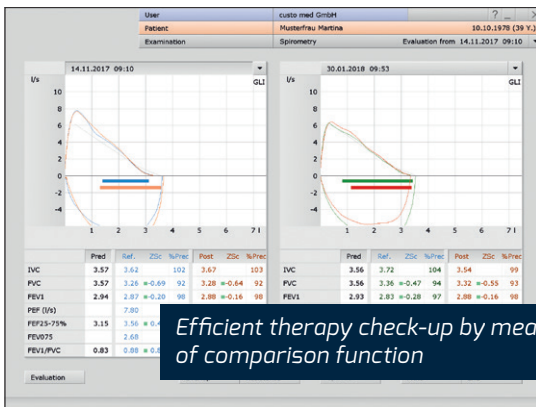 User custo med GmbH ? _ X
Patient Musterfrau Martina 10.10.1978 (39 Y.)
Examination Spirometry Evaluation from 14.11.2017 09:10
14.11.2017 09:10
l/s
GLI
10
8
6
4
2
0
-2
-4
1 2 3 4 5 6 7 l
30.01.2018 09:53
l/s
GLI
10
8
6
4
2
0
-2
-4
1 2 3 4 5 6 7 l
Pred Ref. ZSc %Prec Post ZSc %Prec
IVC 3.57 3.62 102 3.67 103
FVC 3.57 3.26 -0.69 92 3.28 -0.64 92
FEV1 2.94 2.87 -0.20 98 2.88 -0.16 98
PEF (l/s) 7.80
FEF25-75% 3.15 3.56 0.4
FEV075 2.68
FEV1/FVC 0.83 0.88
Pred Ref. ZSc %Prec Post ZSc %Prec
IVC 3.56 3.72 104 3.54 99
FVC 3.56 3.36 -0.47 94 3.32 -0.55 93
FEV1 2.93 2.83 -0.28 97 2.88 -0.16 98
Efficient therapy check-up by mea
of comparison function
Evaluation